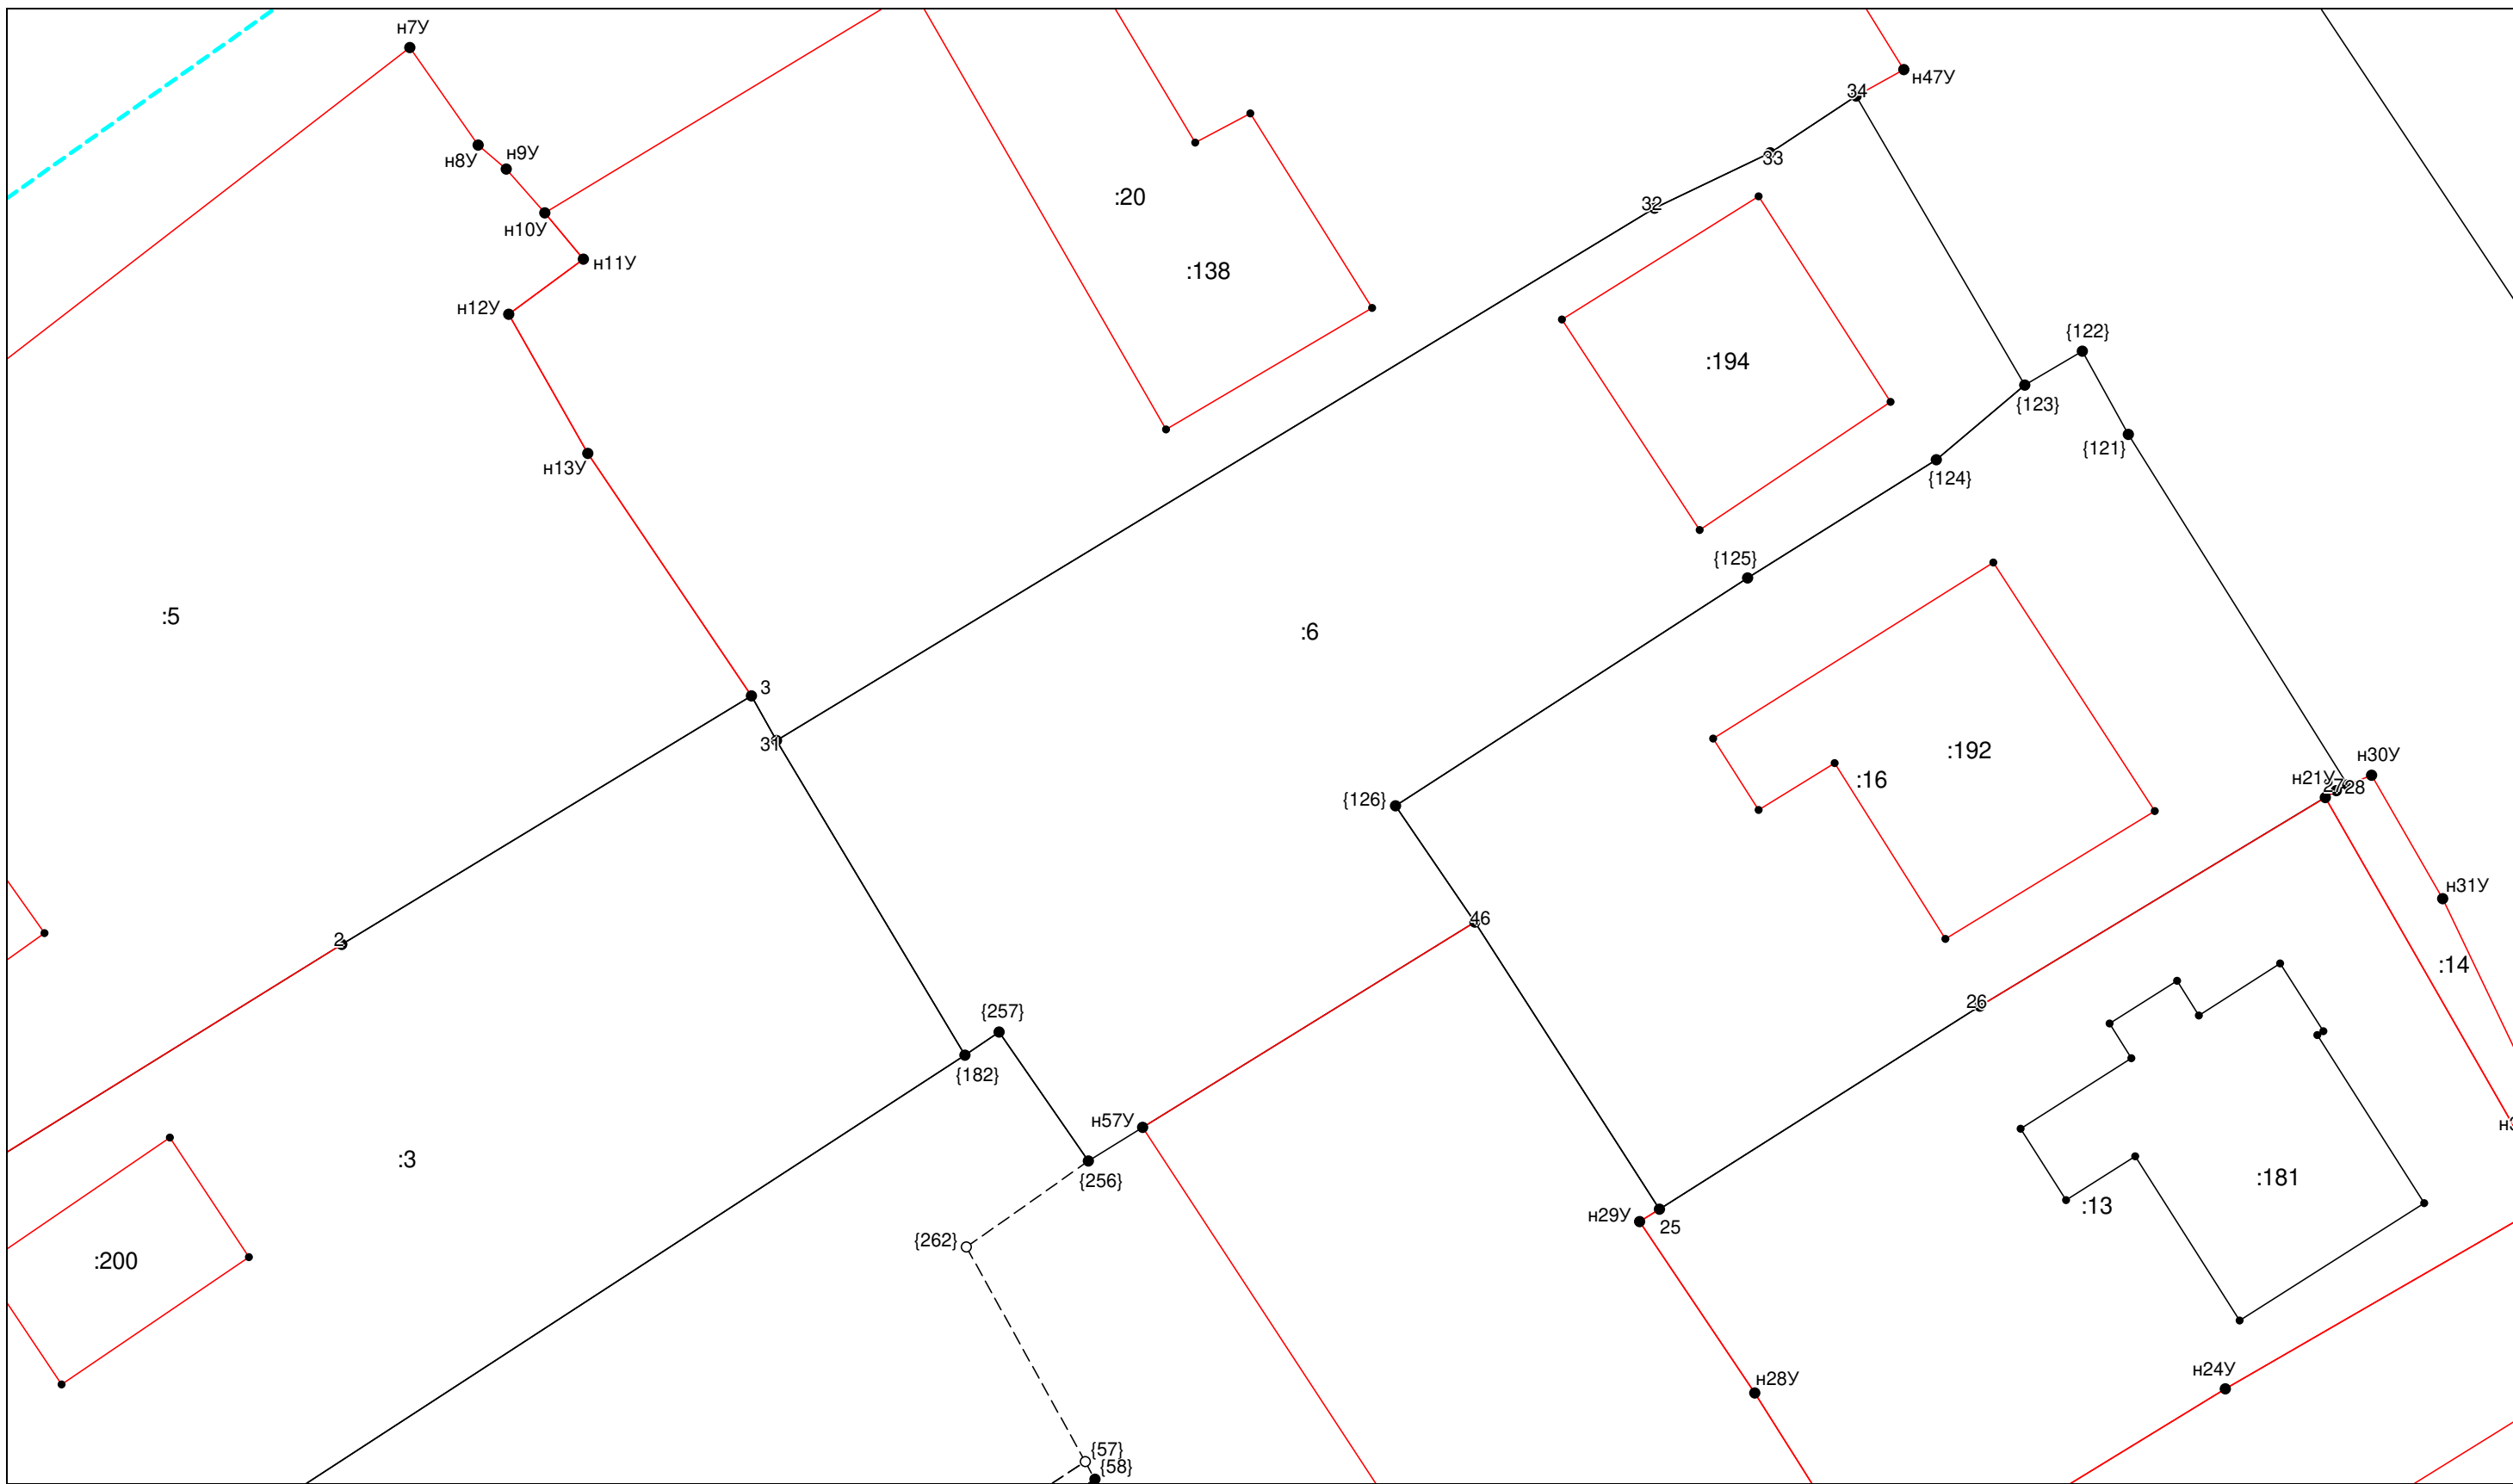 н7У
н47У
34
н8У
н9У
33
:20
32
н10У
н11У
:138
н12У
{122}
:194
{123}
{121}
н13У
{124}
{125}
:5
:6
3
31
:192
н30У
н21У
27
28
:16
{126}
н31У
46
2
:14
26
{257}
{182}
н57У
:3
{256}
:181
:13
н29У
25
{262}
:200
н24У
н28У
{57}
{58}